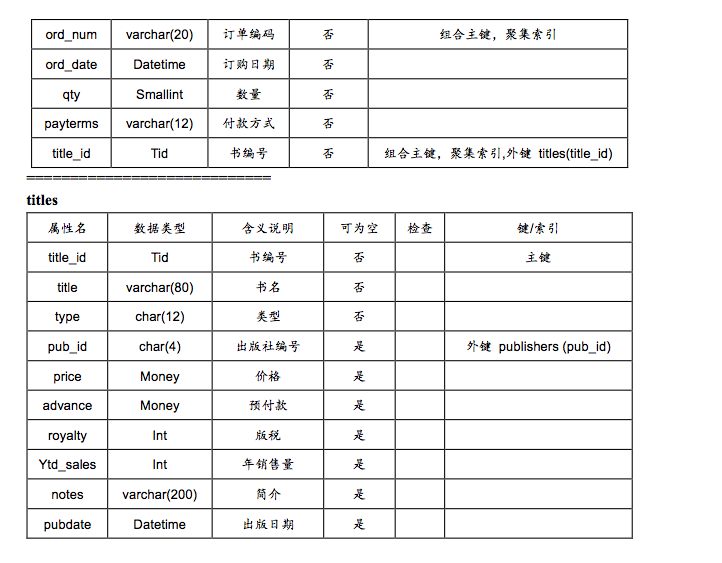 ord_num varchar(20) 订单编码 否 组合主键，聚集索引
ord_date Datetime 订购日期 否
qty Smallint 数量 否
payterms varchar(12) 付款方式 否
title_id Tid 书编号 否 组合主键，聚集索引,外键 titles(title_id)
============================
titles
属性名 数据类型 含义说明 可为空 检查 键/索引
title_id Tid 书编号 否 主键
title varchar(80) 书名 否
type char(12) 类型 否
pub_id char(4) 出版社编号 是 外键 publishers (pub_id)
price Money 价格 是
advance Money 预付款 是
royalty Int 版税 是
Ytd_sales Int 年销售量 是
notes varchar(200) 简介 是
pubdate Datetime 出版日期 是